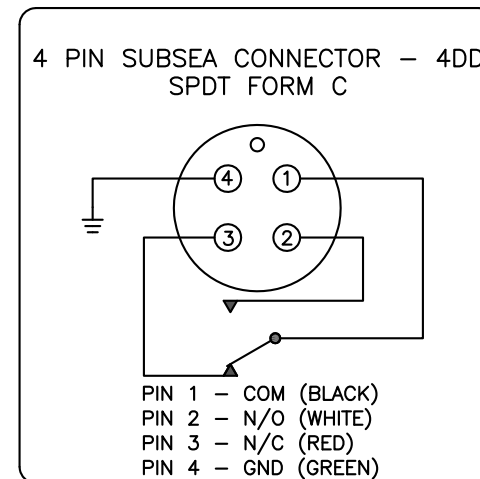 4 PIN SUBSEA CONNECTOR – 4DD
SPDT FORM C
4 1
3 2
PIN 1 – COM (BLACK)
PIN 2 – N/O (WHITE)
PIN 3 – N/C (RED)
PIN 4 – GND (GREEN)